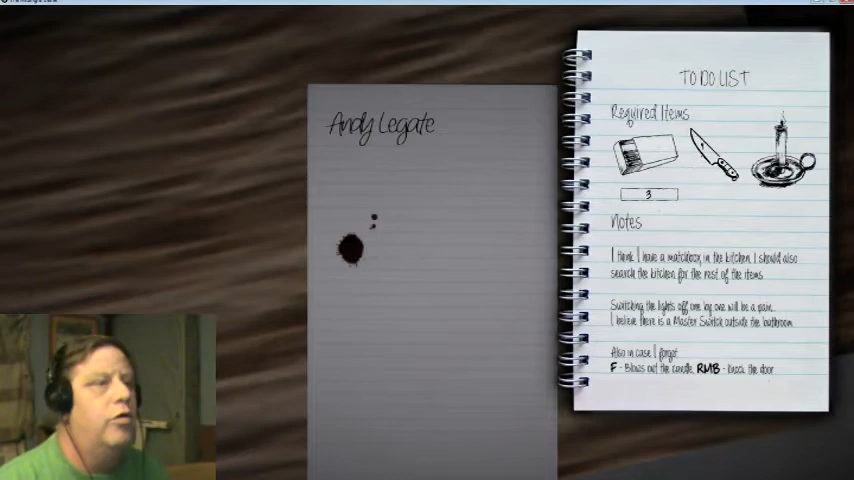 Andy Legate
TO DO LIST
Required Items
3
Notes
I think I have a matchbox, in the kitchen. I should also
search the kitchen for the rest of the items.
Switching the lights off one by one will be a pain...
I believe there is a Master Switch outside the bathroom.
Also in case I forget:
F - Blows out the candle, RMB - Knock the door